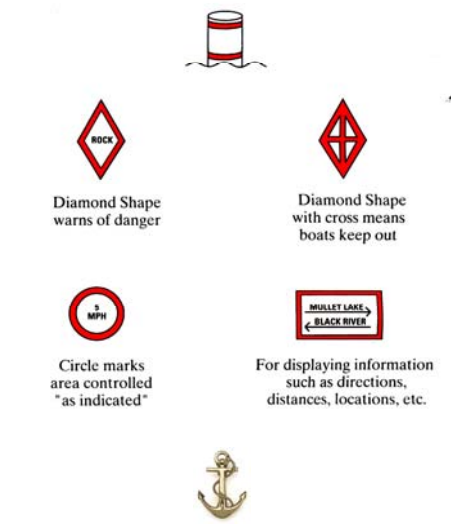 ROCK
Diamond Shape
warns of danger
Diamond Shape
with cross means
boats keep out
5
MPH
Circle marks
area controlled
"as indicated"
MULLET LAKE
BLACK RIVER
For displaying information
such as directions,
distances, locations, etc.